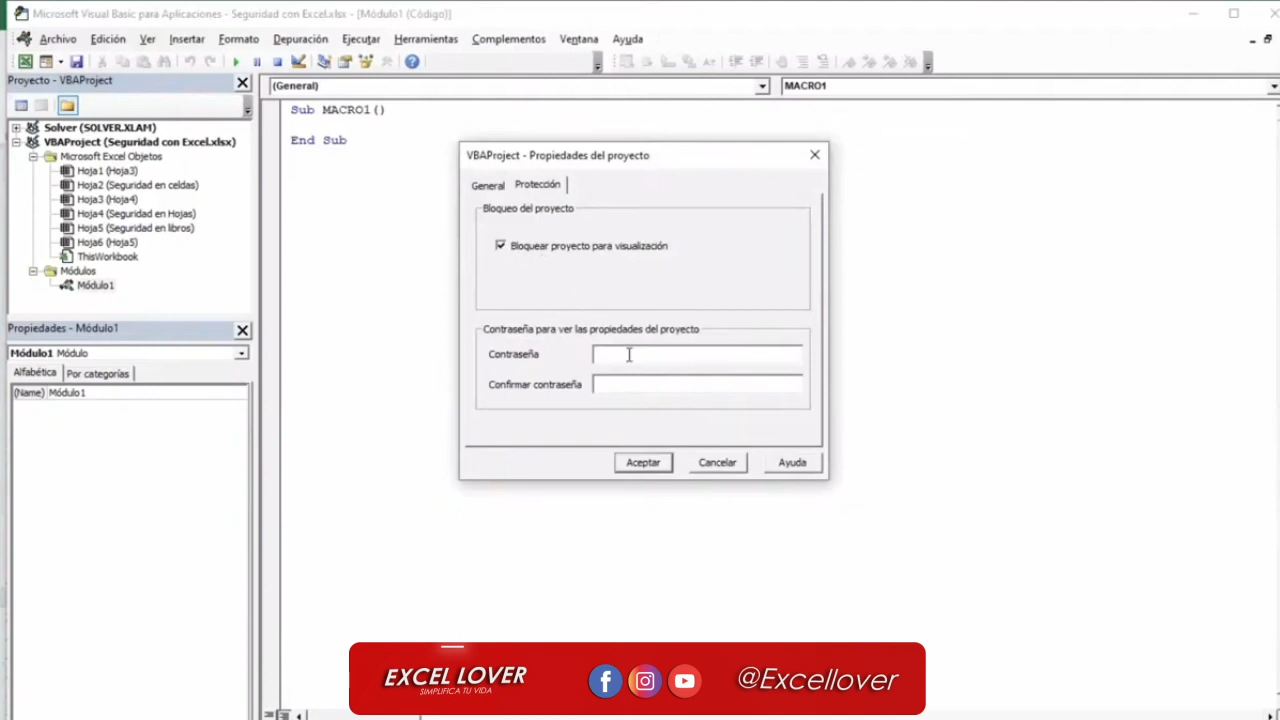 Microsoft Visual Basic para Aplicaciones - Seguridad con Excel.xlsx - [Módulo1 (Código)]
Archivo Edición Ver Insertar Formato Depuración Ejecutar Herramientas Complementos Ventana Ayuda
Proyecto - VBAProject
(General)
MACRO1
Solver (SOLVER.XLAM)
VBAProject (Seguridad con Excel.xlsx)
Microsoft Excel Objetos
Hoja1 (Hoja3)
Hoja2 (Seguridad en celdas)
Hoja3 (Hoja4)
Hoja4 (Seguridad en Hojas)
Hoja5 (Seguridad en libros)
Hoja6 (Hoja5)
ThisWorkbook
Módulos
Módulo1
Propiedades - Módulo1
Módulo1 Módulo
Alfabética Por categorías
(Name) Módulo1
Sub MACRO1()
End Sub
VBAProject - Propiedades del proyecto
General Protección
Bloqueo del proyecto
Bloquear proyecto para visualización
Contraseña para ver las propiedades del proyecto
Contraseña
Confirmar contraseña
Aceptar Cancelar Ayuda
EXCEL LOVER
SIMPLIFICA TU VIDA
@Excellover